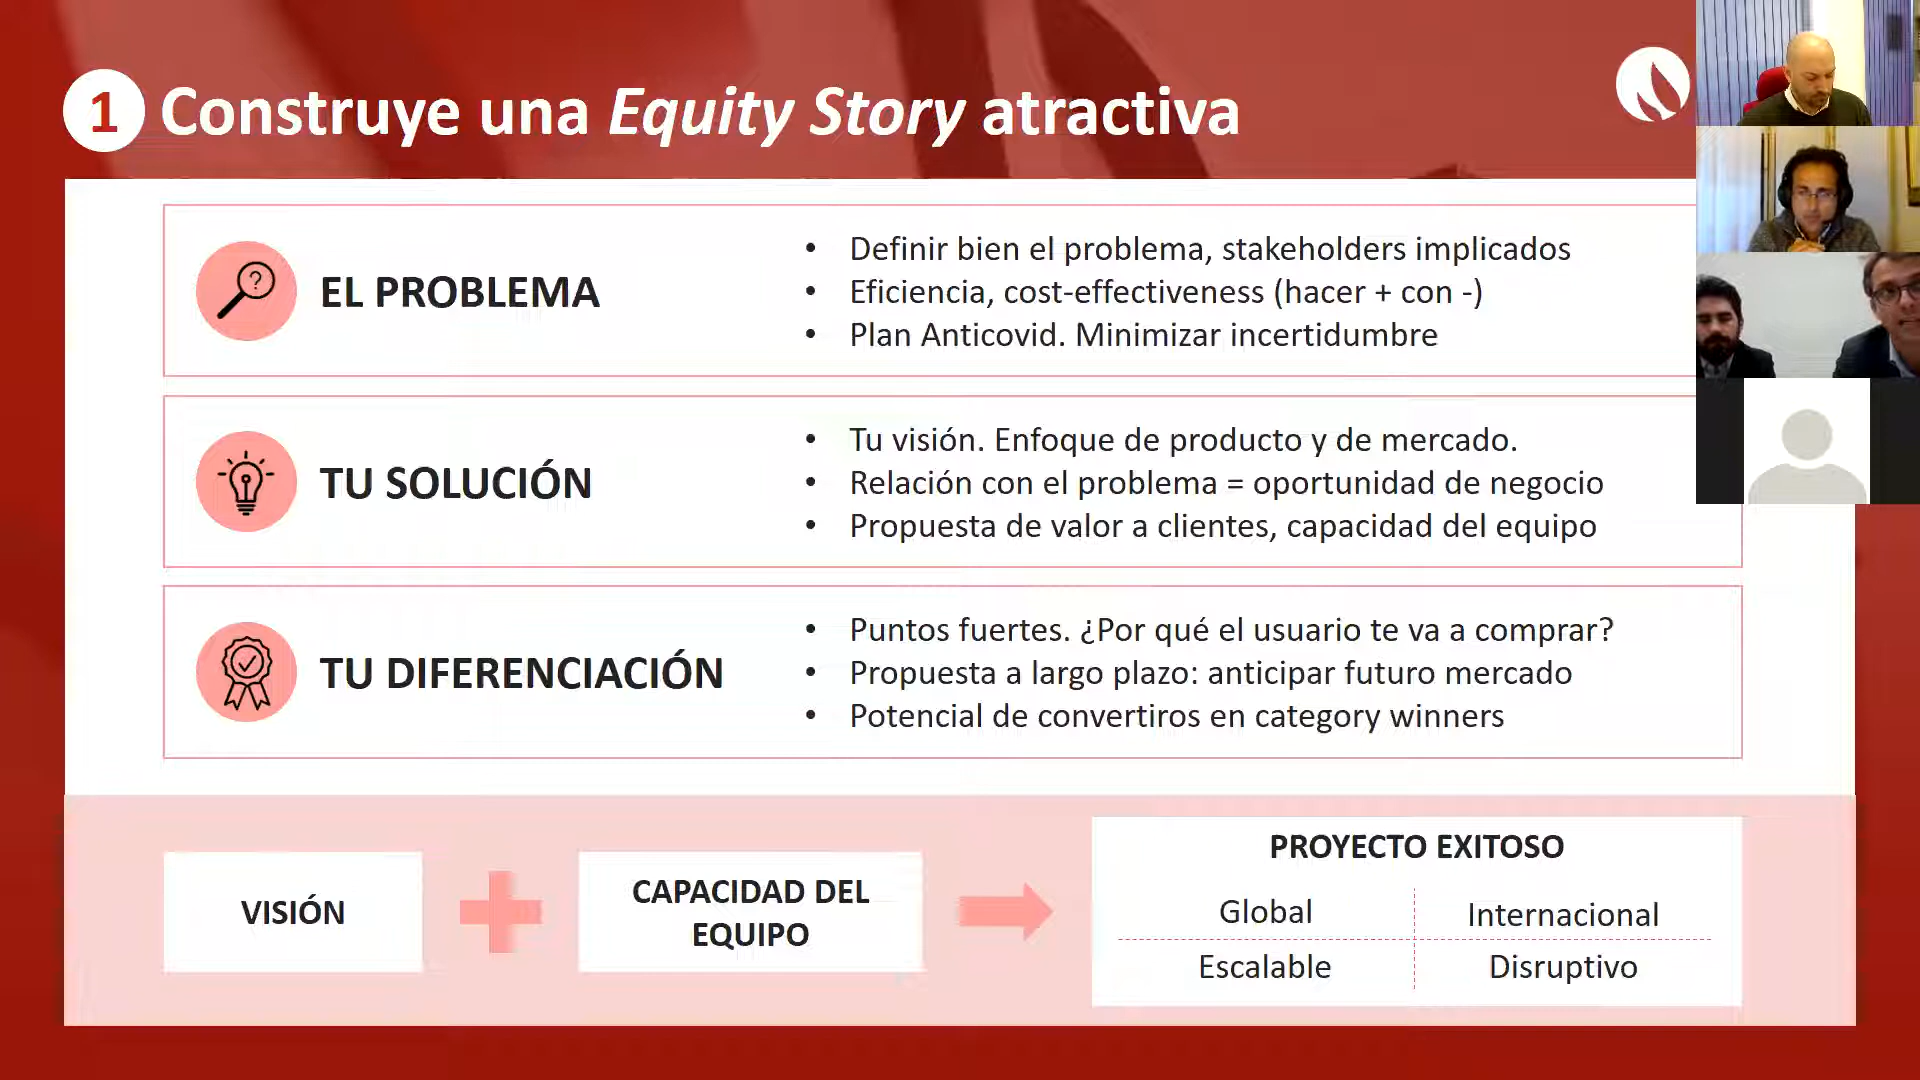 1 Construye una Equity Story atractiva
EL PROBLEMA
• Definir bien el problema, stakeholders implicados
• Eficiencia, cost-effectiveness (hacer + con -)
• Plan Anticovid. Minimizar incertidumbre
TU SOLUCIÓN
• Tu visión. Enfoque de producto y de mercado.
• Relación con el problema = oportunidad de negocio
• Propuesta de valor a clientes, capacidad del equipo
TU DIFERENCIACIÓN
• Puntos fuertes. ¿Por qué el usuario te va a comprar?
• Propuesta a largo plazo: anticipar futuro mercado
• Potencial de convertiros en category winners
VISIÓN
CAPACIDAD DEL
EQUIPO
PROYECTO EXITOSO
Global
Internacional
Escalable
Disruptivo